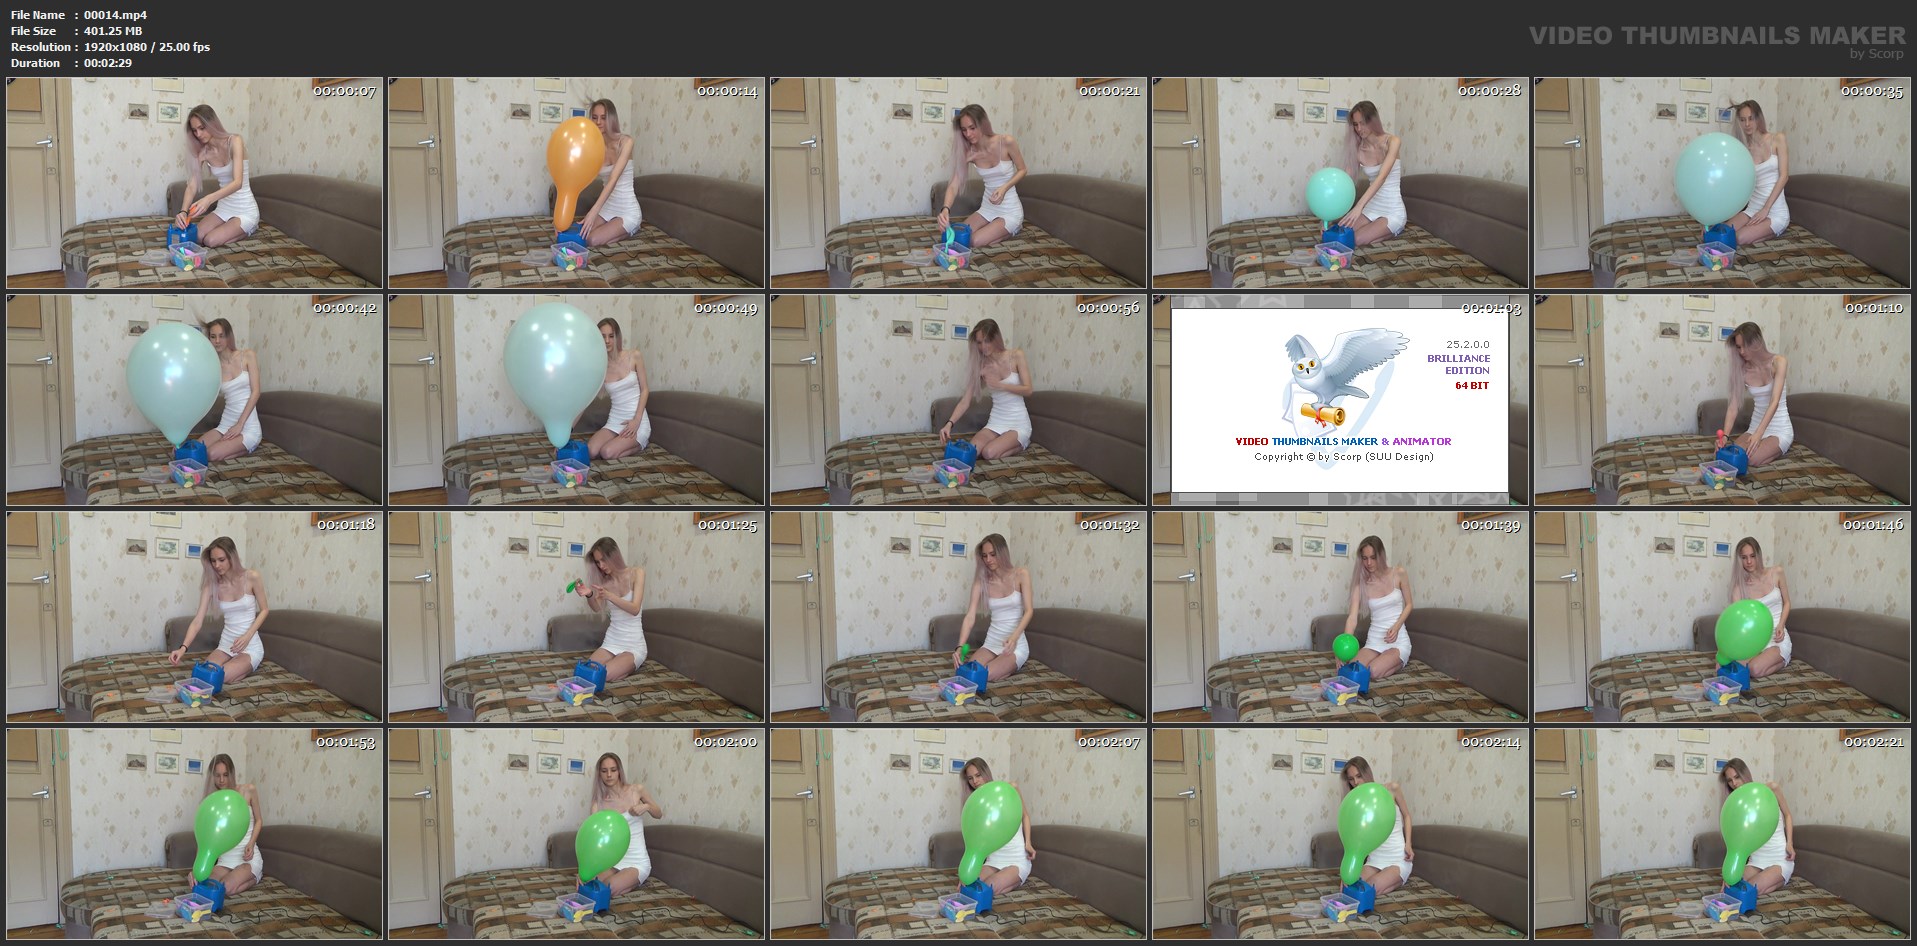 File Name : 00014.mp4
File Size : 401.25 MB
Resolution : 1920x1080 / 25.00 fps
Duration : 00:02:29
VIDEO THUMBNAILS MAKER
by Scorp
00:00:07
00:00:14
00:00:21
00:00:28
00:00:35
00:00:42
00:00:49
00:00:56
00:01:03
25.2.0.0
BRILLIANCE
EDITION
64 BIT
VIDEO THUMBNAILS MAKER & ANIMATOR
Copyright © by Scorp (SUU Design)
00:01:10
00:01:18
00:01:25
00:01:32
00:01:39
00:01:46
00:01:53
00:02:00
00:02:07
00:02:14
00:02:21